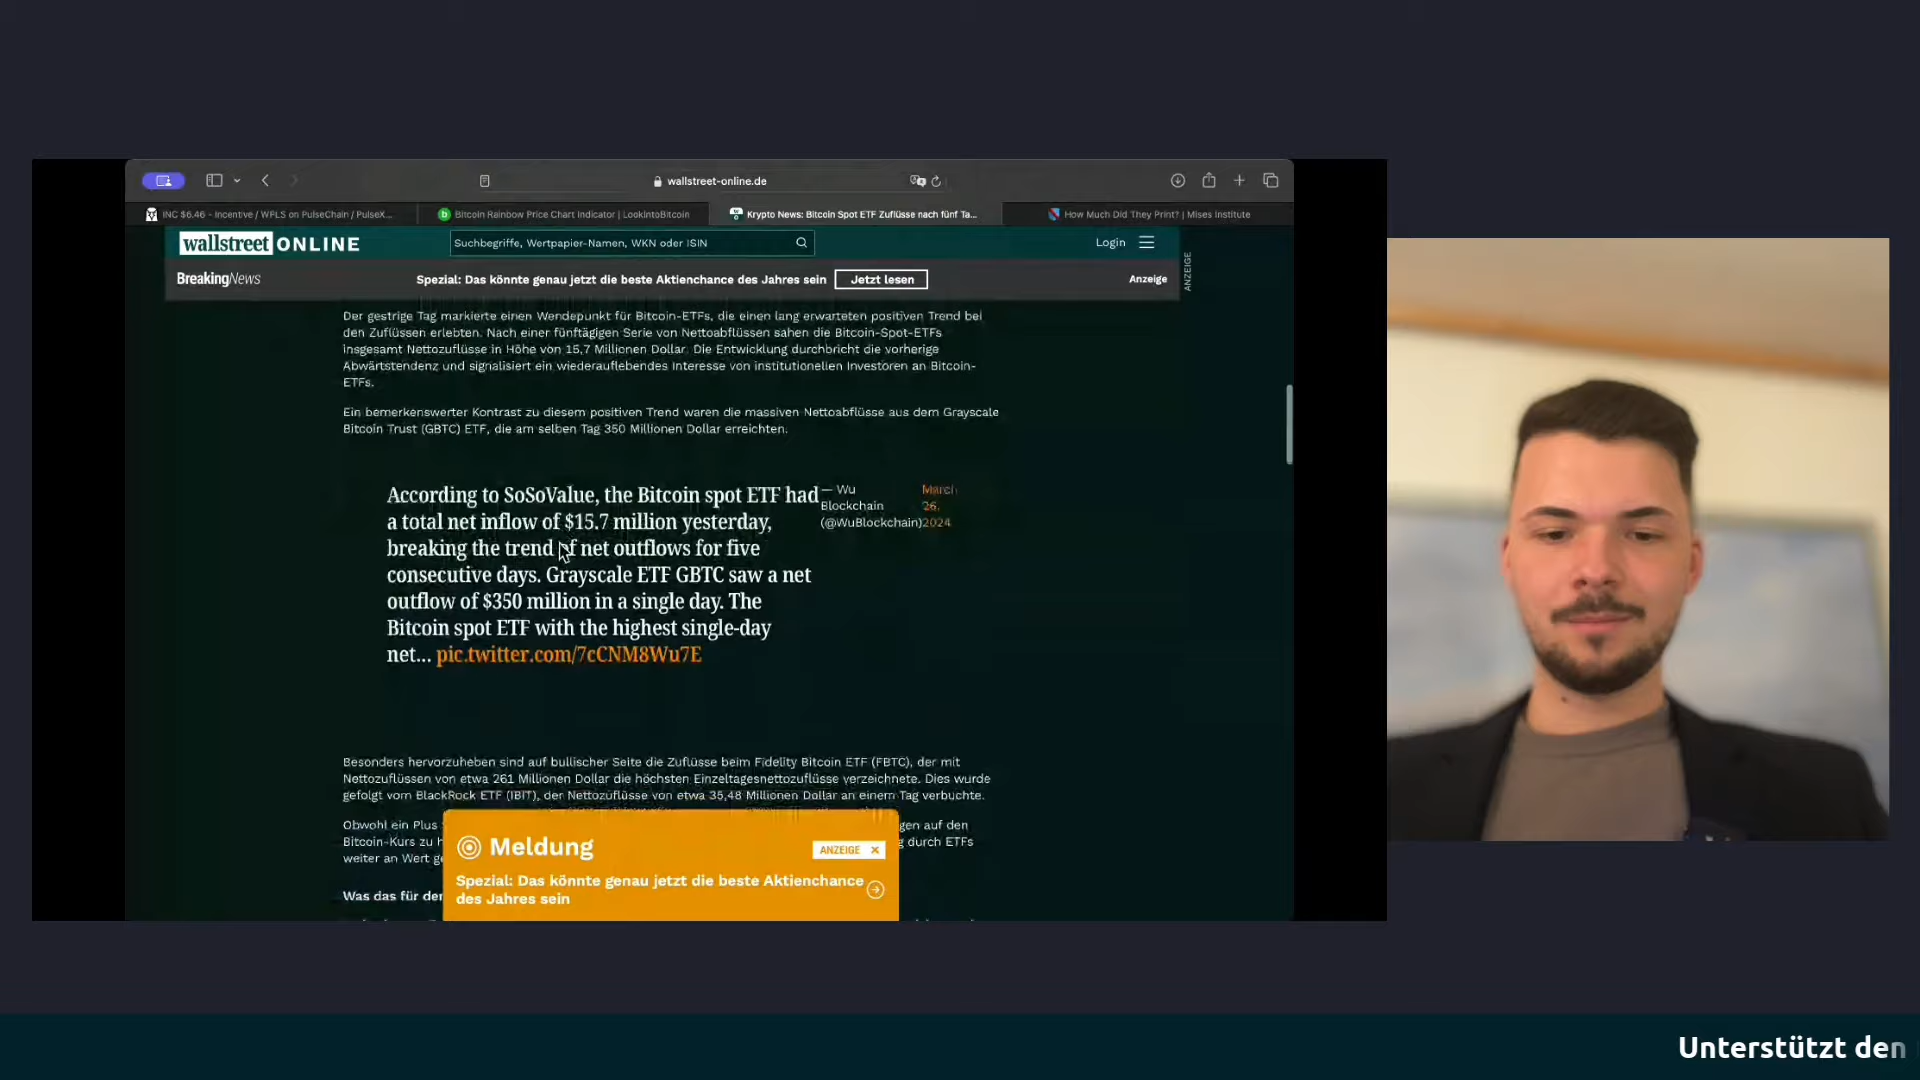 wallstreet-online.de
INC $6.46 - Incentive / WPLS on PulseChain / PulseX...
Bitcoin Rainbow Price Chart Indicator | LookIntoBitcoin
Krypto News: Bitcoin Spot ETF Zuflüsse nach fünf Ta...
How Much Did They Print? | Mises Institute
wallstreet ONLINE
Suchbegriffe, Wertpapier-Namen, WKN oder ISIN
Login
ANZEIGE
BreakingNews
Spezial: Das könnte genau jetzt die beste Aktienchance des Jahres sein
Jetzt lesen
Anzeige
Der gestrige Tag markierte einen Wendepunkt für Bitcoin-ETFs, die einen lang erwarteten positiven Trend bei
den Zuflüssen erlebten. Nach einer fünftägigen Serie von Nettoabflüssen sahen die Bitcoin-Spot-ETFs
insgesamt Nettozuflüsse in Höhe von 15,7 Millionen Dollar. Die Entwicklung durchbricht die vorherige
Abwärtstendenz und signalisiert ein wiederauflebendes Interesse von institutionellen Investoren an Bitcoin-
ETFs.
Ein bemerkenswerter Kontrast zu diesem positiven Trend waren die massiven Nettoabflüsse aus dem Grayscale
Bitcoin Trust (GBTC) ETF, die am selben Tag 350 Millionen Dollar erreichten.
According to SoSoValue, the Bitcoin spot ETF had
a total net inflow of $15.7 million yesterday,
breaking the trend of net outflows for five
consecutive days. Grayscale ETF GBTC saw a net
outflow of $350 million in a single day. The
Bitcoin spot ETF with the highest single-day
net... pic.twitter.com/7cCNM8Wu7E
— Wu
Blockchain
(@WuBlockchain)
March
26,
2024
Besonders hervorzuheben sind auf bullischer Seite die Zuflüsse beim Fidelity Bitcoin ETF (FBTC), der mit
Nettozuflüssen von etwa 261 Millionen Dollar die höchsten Einzeltagesnettozuflüsse verzeichnete. Dies wurde
gefolgt vom BlackRock ETF (IBIT), der Nettozuflüsse von etwa 35,48 Millionen Dollar an einem Tag verbuchte.
Obwohl ein Plus
gen auf den
Bitcoin-Kurs zu h
g durch ETFs
weiter an Wert ge
Was das für der
Meldung
ANZEIGE ×
Spezial: Das könnte genau jetzt die beste Aktienchance
des Jahres sein
Unterstützt den